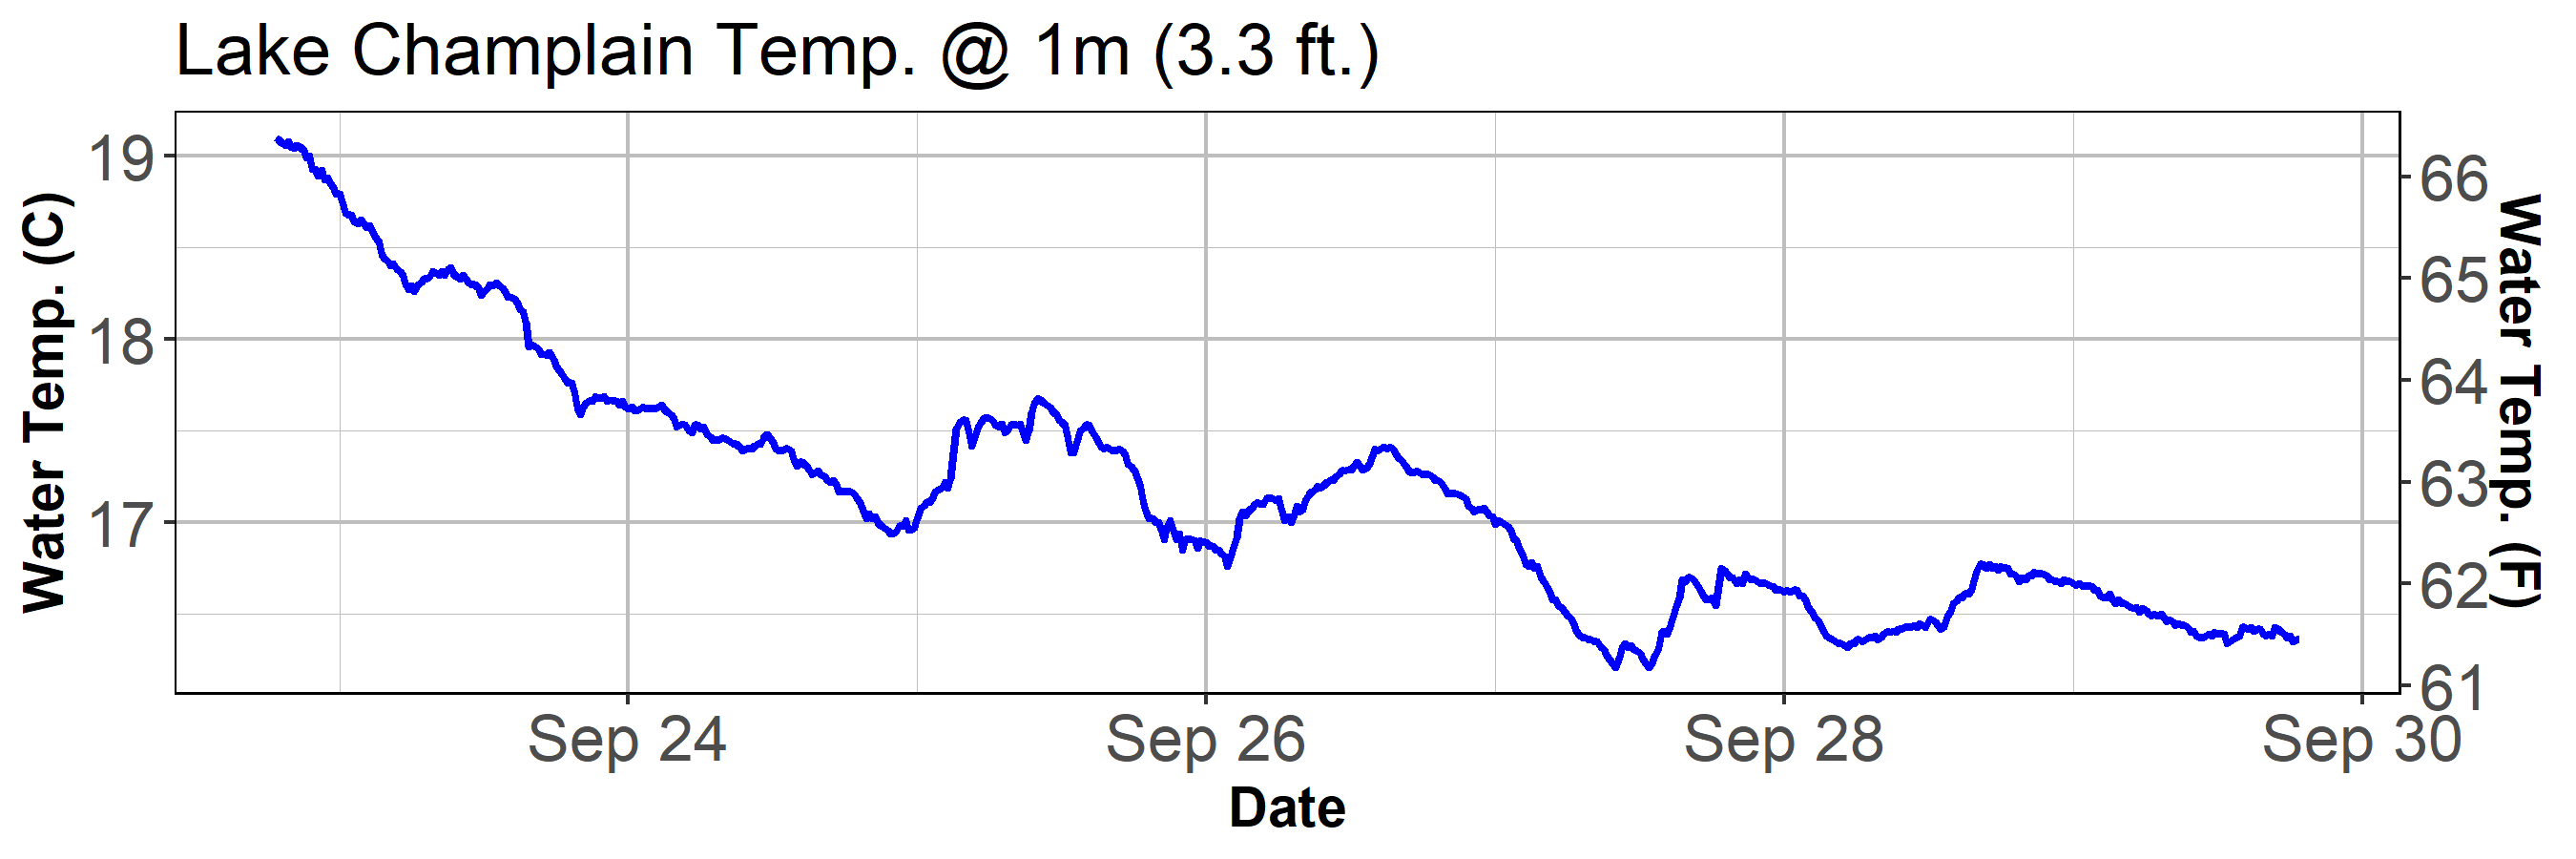 Lake Champlain Temp. @ 1m (3.3 ft.)
Water Temp. (C)
19
18
17
66
65
64
63
62
61
Water Temp. (F)
Sep 24 Sep 26 Sep 28 Sep 30
Date